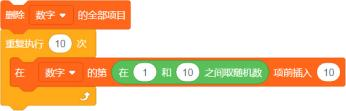 删除 数字 的全部项目
重复执行 10 次
在 数字 的第 在 1 和 10 之间取随机数 项前插入 10